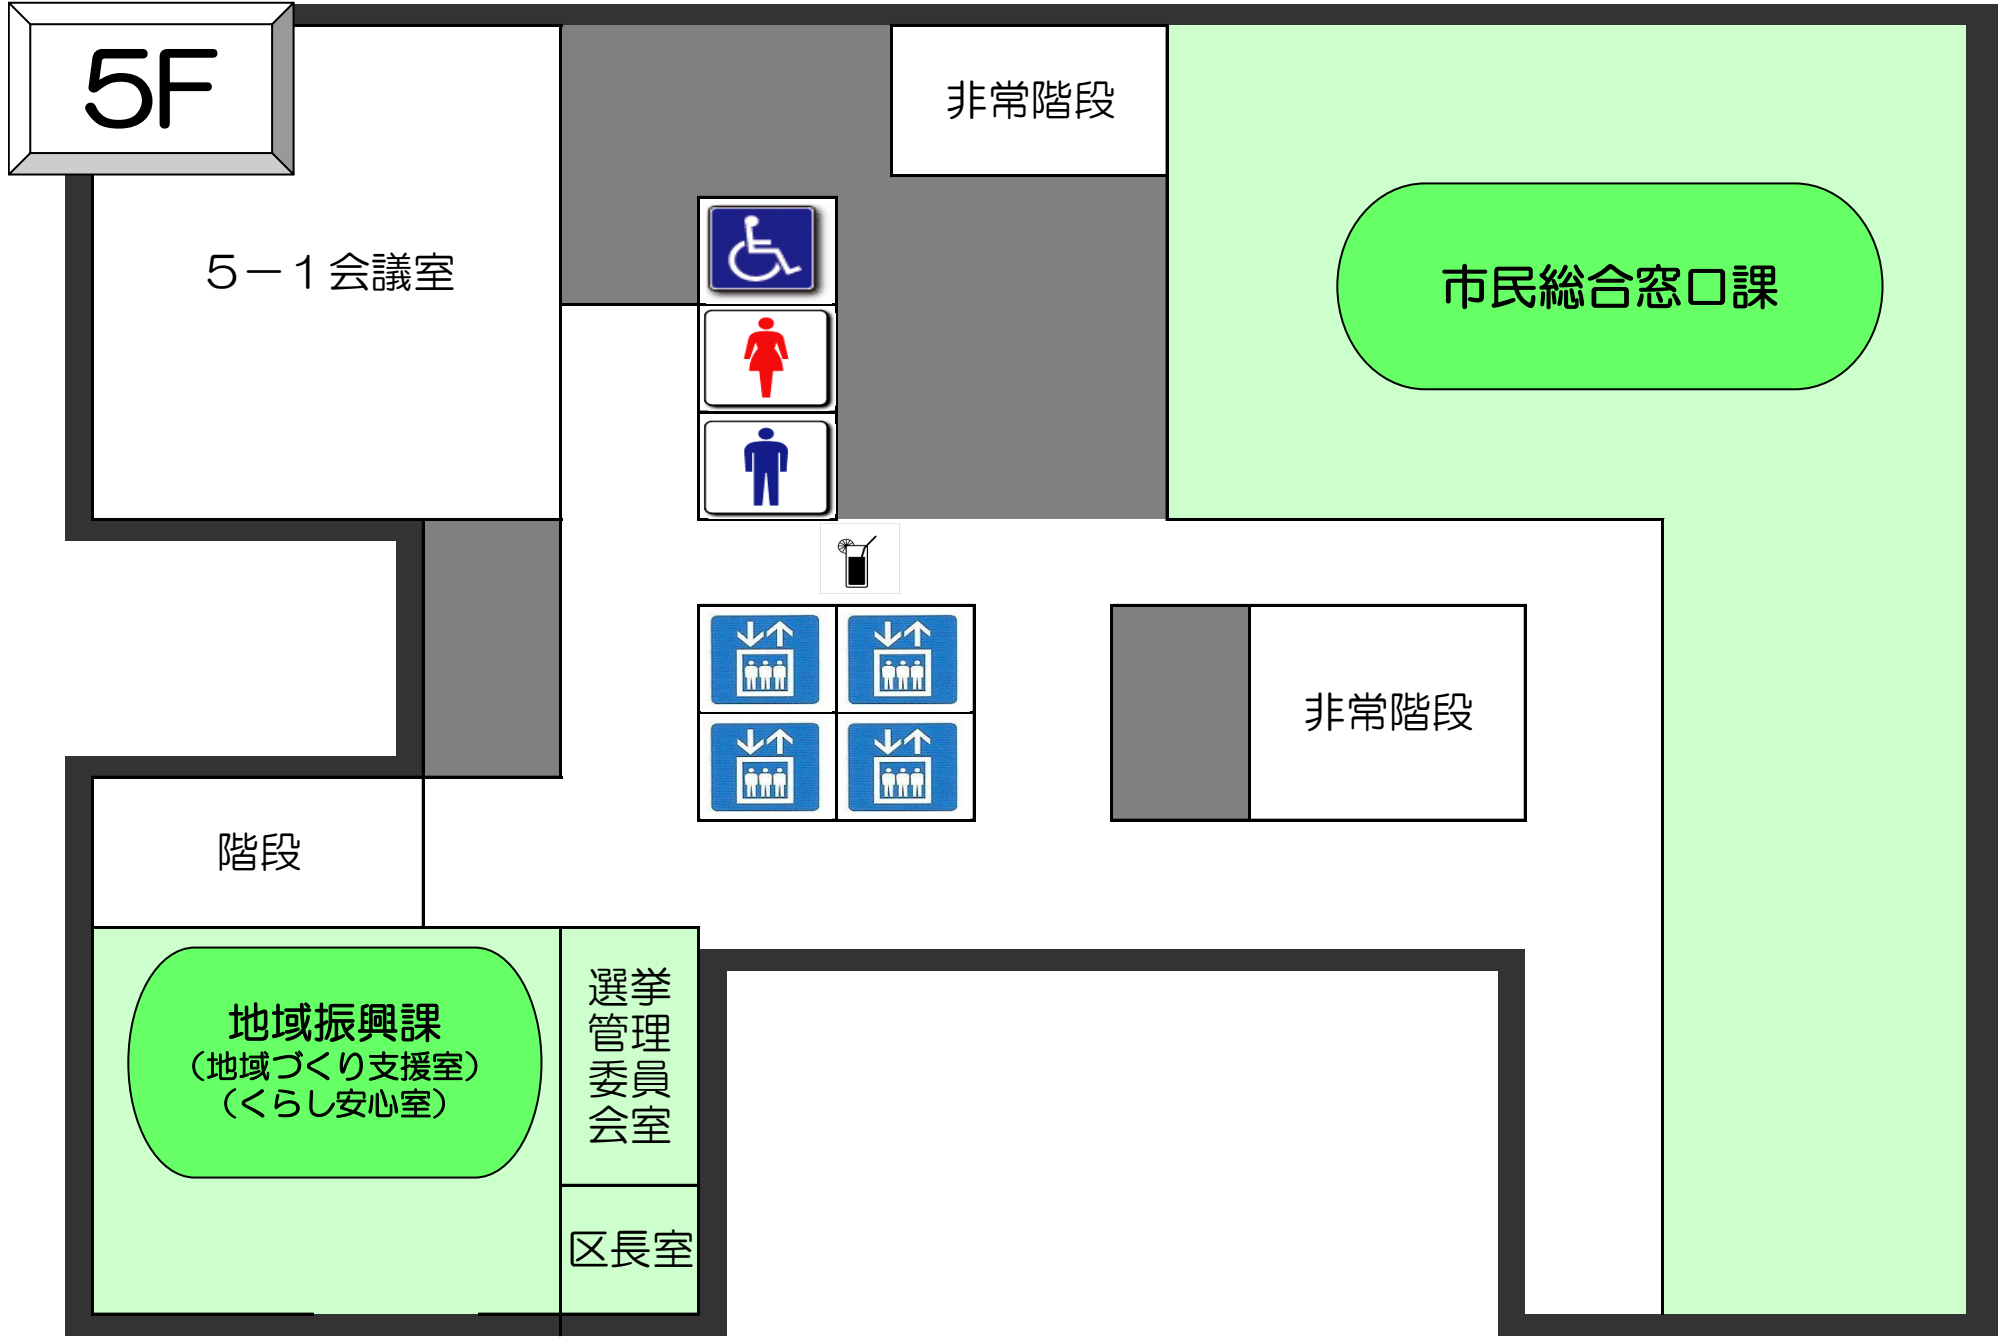 5F
非常階段
５－１会議室
市民総合窓口課
非常階段
階段
地域振興課
（地域づくり支援室）
（くらし安心室）
選挙
管理
委員
会室
区長室